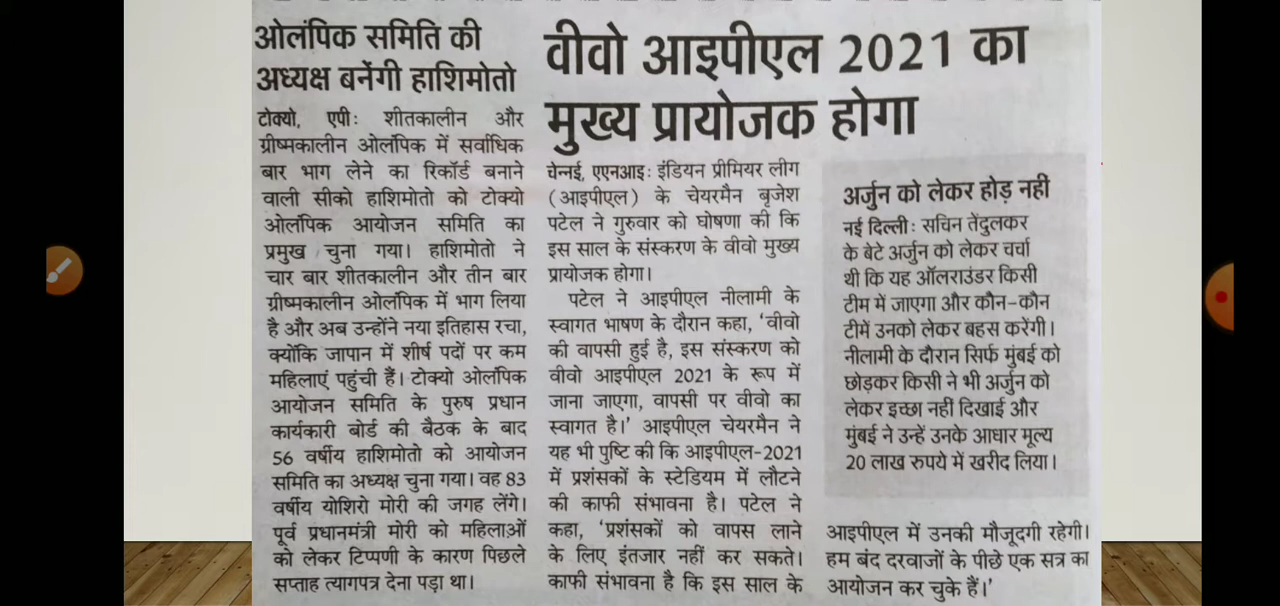 ओलंपिक समिति की
अध्यक्ष बनेंगी हाशिमोतो
टोक्यो, एपी: शीतकालीन और
ग्रीष्मकालीन ओलंपिक में सर्वाधिक
बार भाग लेने का रिकॉर्ड बनाने
वाली सीको हाशिमोतो को टोक्यो
ओलंपिक आयोजन समिति का
प्रमुख चुना गया। हाशिमोतो ने
चार बार शीतकालीन और तीन बार
ग्रीष्मकालीन ओलंपिक में भाग लिया
है और अब उन्होंने नया इतिहास रचा,
क्योंकि जापान में शीर्ष पदों पर कम
महिलाएं पहुंची हैं। टोक्यो ओलंपिक
आयोजन समिति के पुरुष प्रधान
कार्यकारी बोर्ड की बैठक के बाद
56 वर्षीय हाशिमोतो को आयोजन
समिति का अध्यक्ष चुना गया। वह 83
वर्षीय योशिरो मोरी की जगह लेंगे।
पूर्व प्रधानमंत्री मोरी को महिलाओं
को लेकर टिप्पणी के कारण पिछले
सप्ताह त्यागपत्र देना पड़ा था।
वीवो आइपीएल 2021 का
मुख्य प्रायोजक होगा
चेन्नई, एएनआइ: इंडियन प्रीमियर लीग
(आइपीएल) के चेयरमैन बृजेश
पटेल ने गुरुवार को घोषणा की कि
इस साल के संस्करण के वीवो मुख्य
प्रायोजक होगा।
पटेल ने आइपीएल नीलामी के
स्वागत भाषण के दौरान कहा, 'वीवो
की वापसी हुई है, इस संस्करण को
वीवो आइपीएल 2021 के रूप में
जाना जाएगा, वापसी पर वीवो का
स्वागत है।' आइपीएल चेयरमैन ने
यह भी पुष्टि की कि आइपीएल-2021
में प्रशंसकों के स्टेडियम में लौटने
की काफी संभावना है। पटेल ने
कहा, 'प्रशंसकों को वापस लाने
के लिए इंतजार नहीं कर सकते।
काफी संभावना है कि इस साल के
आइपीएल में उनकी मौजूदगी रहेगी।
हम बंद दरवाजों के पीछे एक सत्र का
आयोजन कर चुके हैं।'
अर्जुन को लेकर होड़ नहीं
नई दिल्ली: सचिन तेंदुलकर
के बेटे अर्जुन को लेकर चर्चा
थी कि यह ऑलराउंडर किसी
टीम में जाएगा और कौन-कौन
टीमें उनको लेकर बहस करेंगी।
नीलामी के दौरान सिर्फ मुंबई को
छोड़कर किसी ने भी अर्जुन को
लेकर इच्छा नहीं दिखाई और
मुंबई ने उन्हें उनके आधार मूल्य
20 लाख रुपये में खरीद लिया।